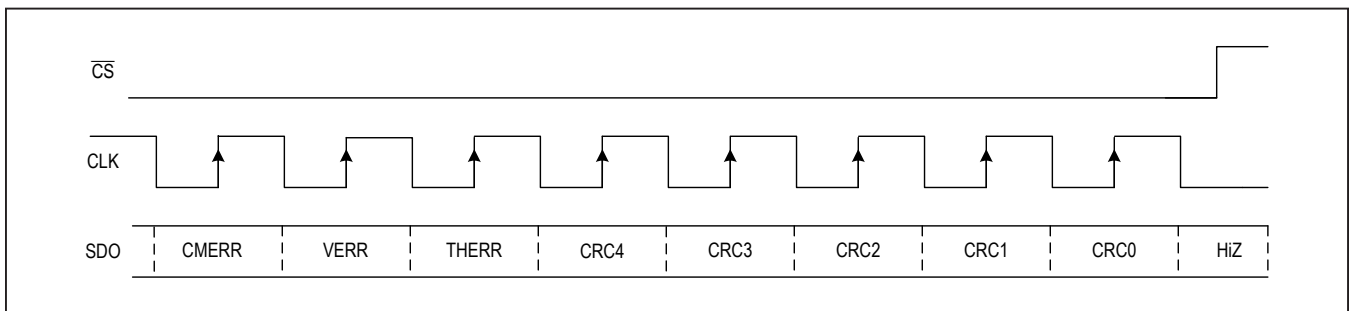 CS
CLK
SDO CMERR VERR THERR CRC4 CRC3 CRC2 CRC1 CRC0 HiZ